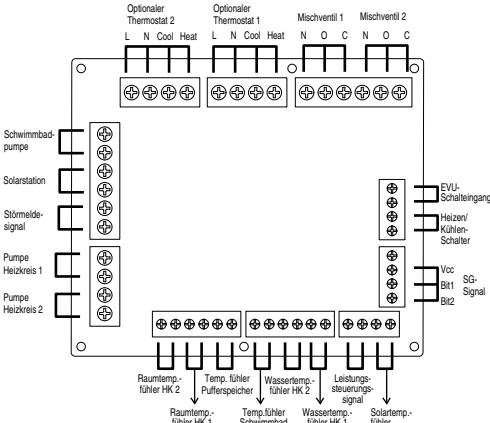 Optionaler
Thermostat 2
Optionaler
Thermostat 1
Mischventil 1
Mischventil 2
L N Cool Heat
L N Cool Heat
N O C
N O C
Schwimmbad-
pumpe
Solarstation
Störmelde-
signal
Pumpe
Heizkreis 1
Pumpe
Heizkreis 2
EVU-
Schalteingang
Heizen/
Kühlen-
Schalter
Vcc
Bit1
Bit2
SG-
Signal
Raumtemp.-
fühler HK 2
Temp. fühler
Pufferspeicher
Wassertemp.-
fühler HK 2
Leistungs-
steuerungs-
signal
Raumtemp.-
fühler HK 1
Temp.fühler
Schwimmbad
Wassertemp.-
fühler HK 1
Solartemp.-
fühler